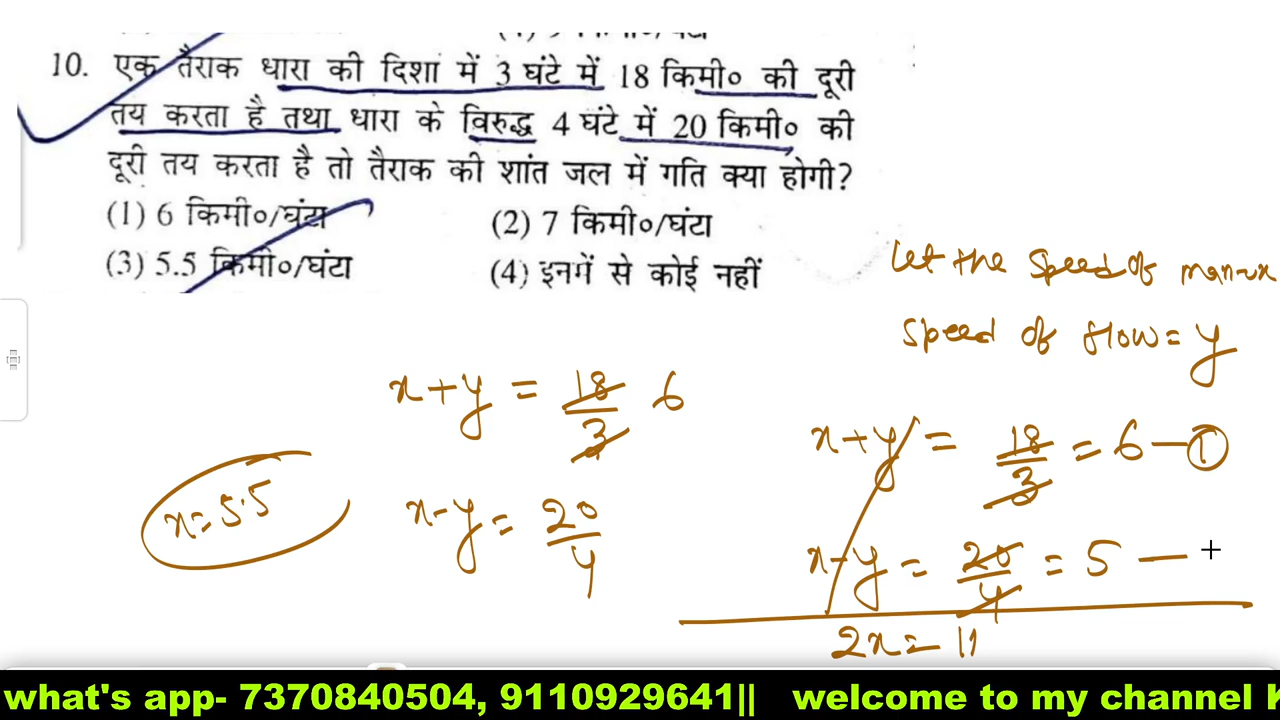 10. एक तैराक धारा की दिशा में 3 घंटे में 18 किमी० की दूरी
तय करता है तथा धारा के विरुद्ध 4 घंटे में 20 किमी० की
दूरी तय करता है तो तैराक की शांत जल में गति क्या होगी?
(1) 6 किमी०/घंटा (2) 7 किमी०/घंटा
(3) 5.5 किमी०/घंटा (4) इनमें से कोई नहीं
Let the Speed of man=x
Speed of flow= y
x+y = 18/3 6
x-y = 20/4
x=5.5
x+y = 18/3 = 6 — ①
x-y = 20/4 = 5 —
2x = 11
what's app- 7370840504, 9110929641|| welcome to my channel